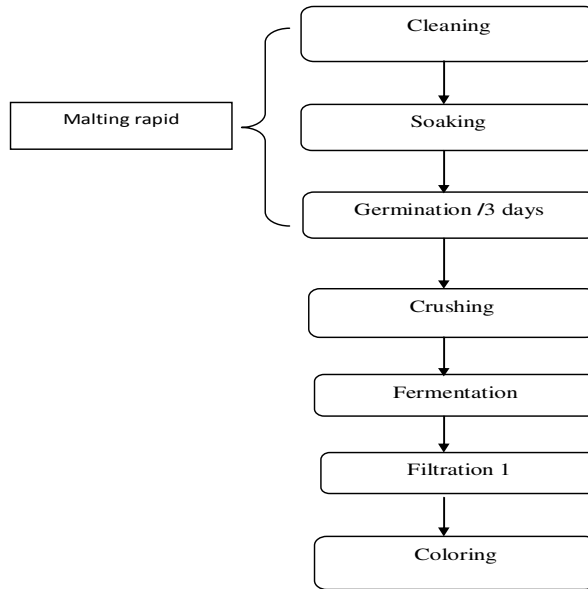 Cleaning
Malting rapid
Soaking
Germination /3 days
Crushing
Fermentation
Filtration 1
Coloring